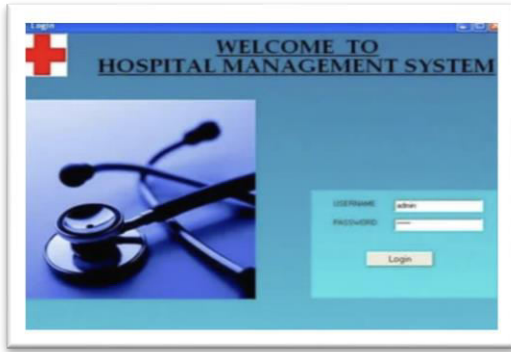 Login
WELCOME TO
HOSPITAL MANAGEMENT SYSTEM
USERNAME admin
PASSWORD
Login